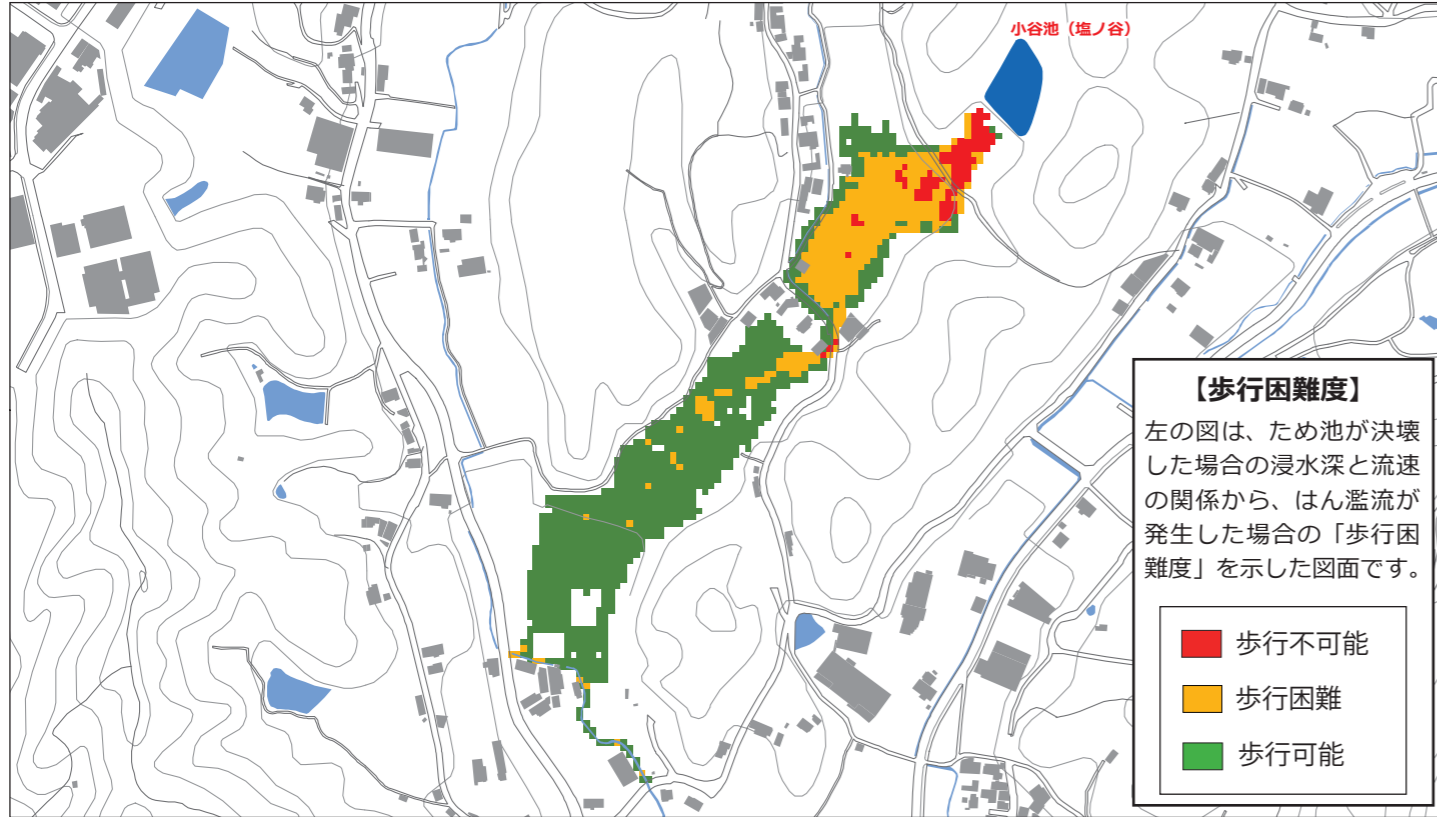 小谷池（塩ノ谷）
【歩行困難度】
左の図は、ため池が決壊
した場合の浸水深と流速
の関係から、はん濫流が
発生した場合の「歩行困
難度」を示した図面です。
歩行不可能
歩行困難
歩行可能